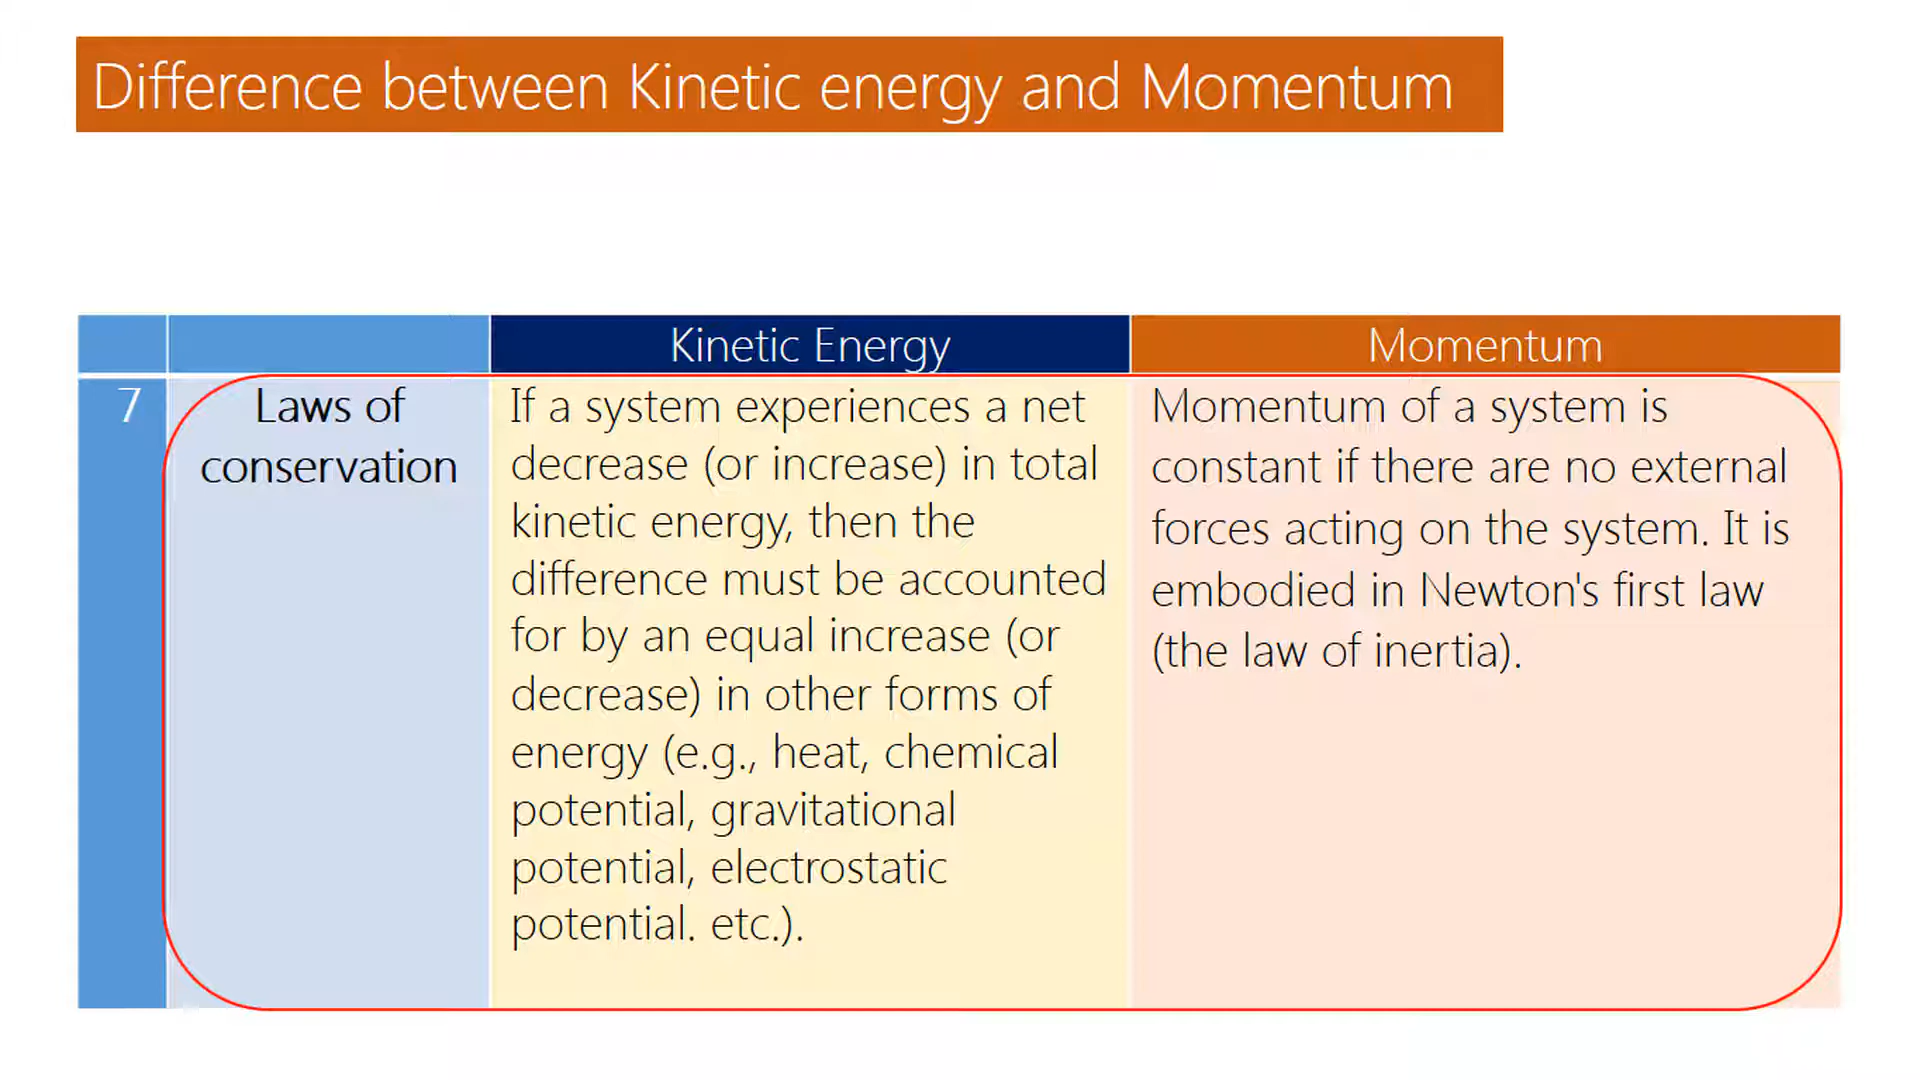 Difference between Kinetic energy and Momentum
Kinetic Energy
Momentum
7
Laws of
conservation
If a system experiences a net
decrease (or increase) in total
kinetic energy, then the
difference must be accounted
for by an equal increase (or
decrease) in other forms of
energy (e.g., heat, chemical
potential, gravitational
potential, electrostatic
potential. etc.).
Momentum of a system is
constant if there are no external
forces acting on the system. It is
embodied in Newton's first law
(the law of inertia).